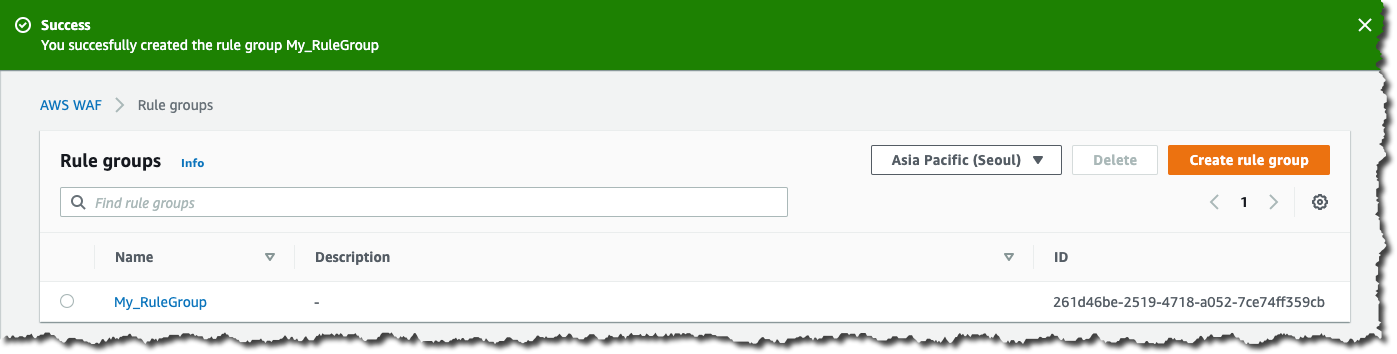 Success
You succesfully created the rule group My_RuleGroup
AWS WAF Rule groups
Rule groups Info Asia Pacific (Seoul) Delete Create rule group
Find rule groups 1
Name Description ID
My_RuleGroup - 261d46be-2519-4718-a052-7ce74ff359cb